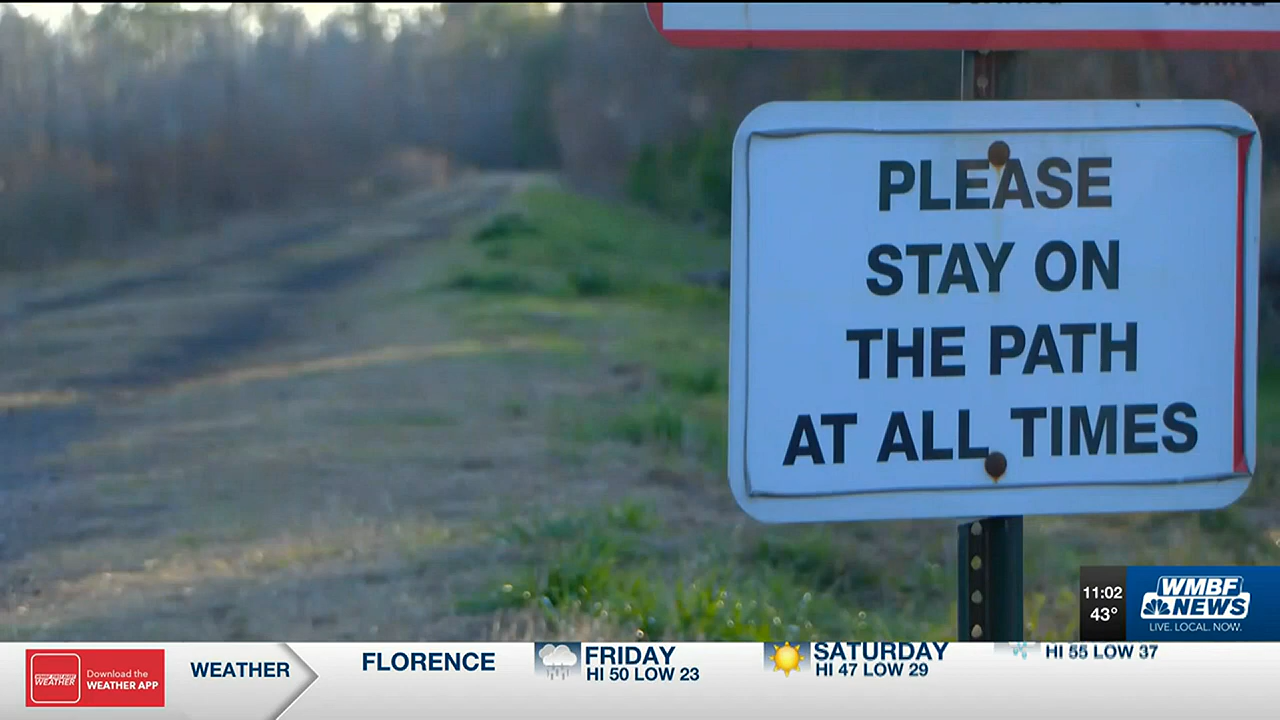 PLEASE
STAY ON
THE PATH
AT ALL TIMES
11:02
43°
WMBF
NEWS
LIVE. LOCAL. NOW.
Download the
WEATHER APP
WEATHER
FLORENCE
FRIDAY
HI 50 LOW 23
SATURDAY
HI 47 LOW 29
HI 55 LOW 37